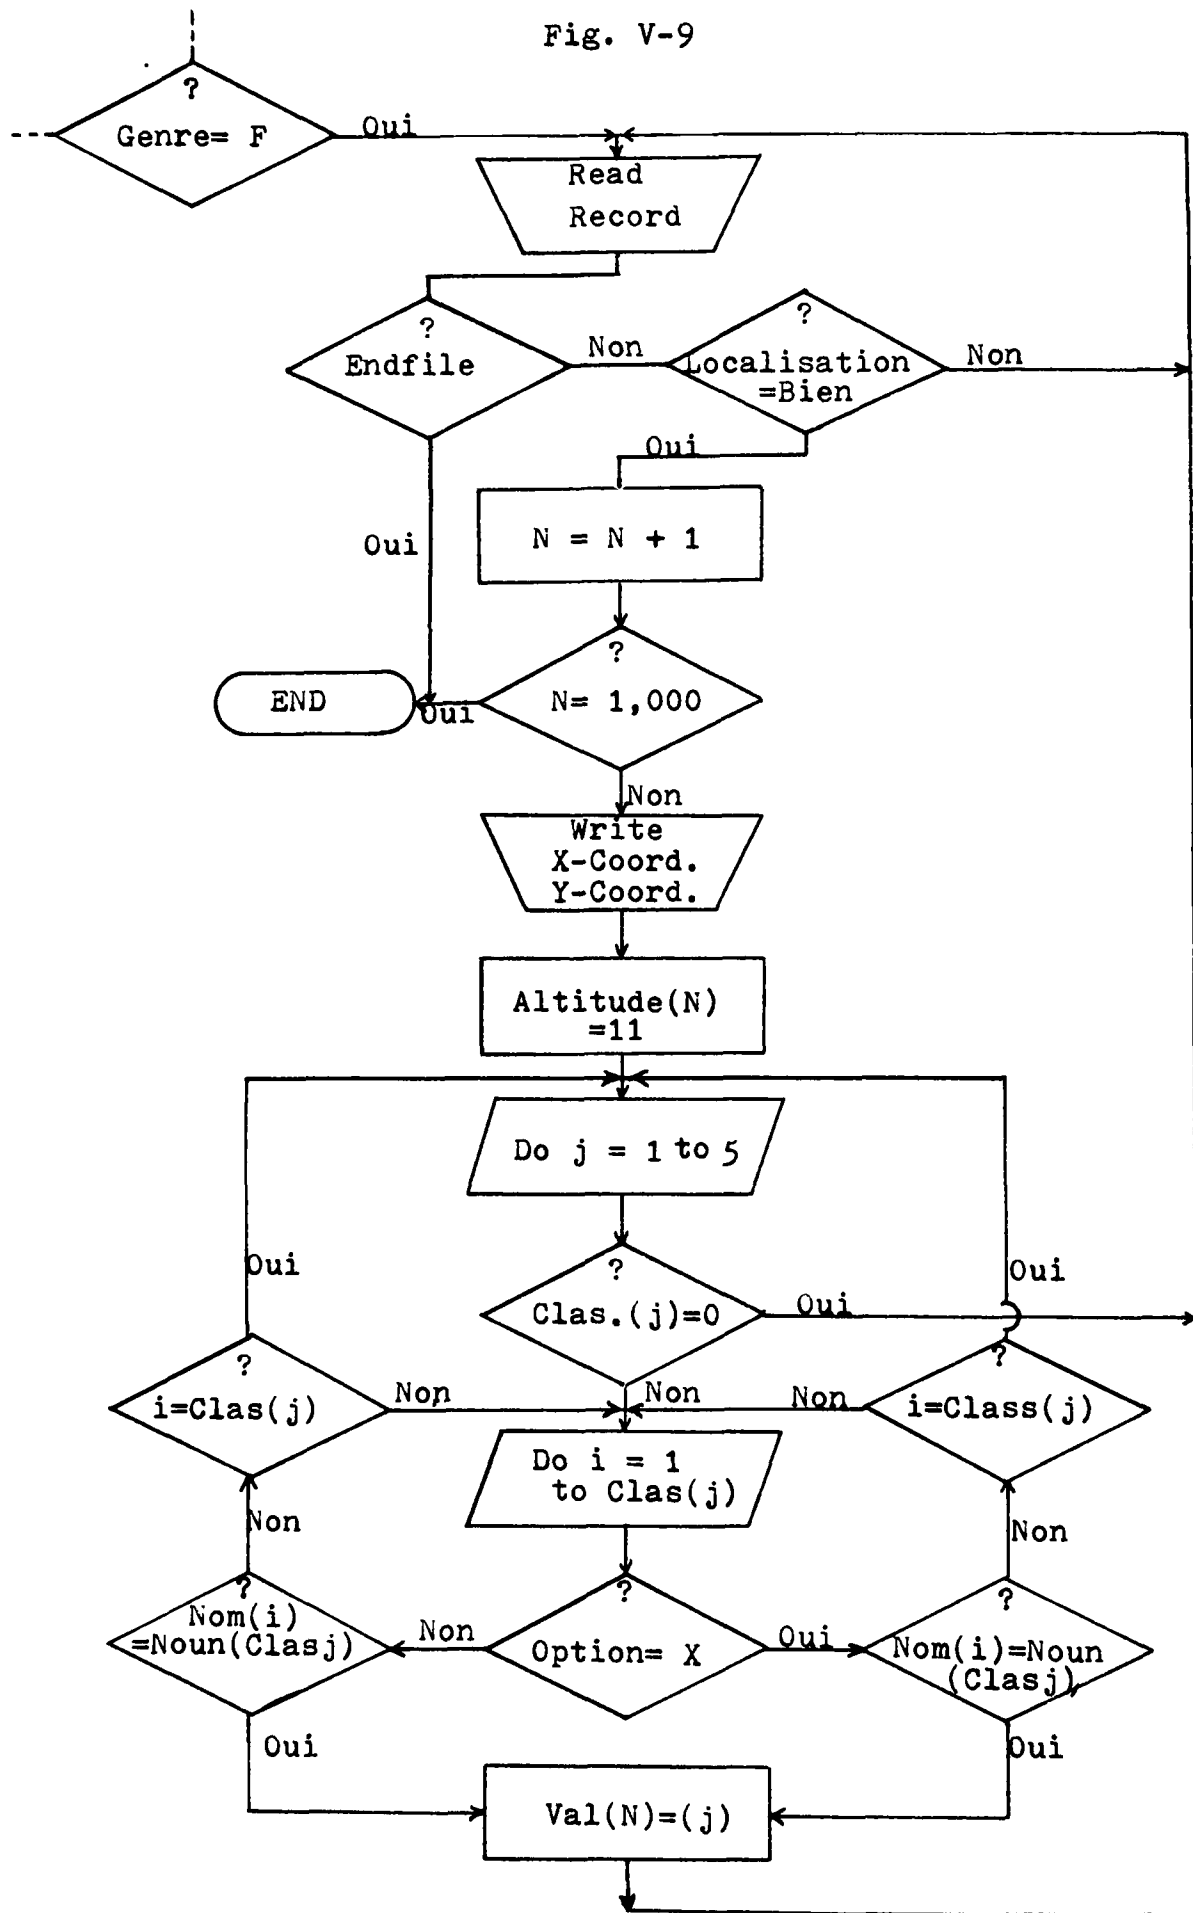 Fig. V-9
?
Genre= F
Oui
Read
Record
?
Endfile
Non
?
Localisation
=Bien
Non
Oui
Oui
N = N + 1
?
N= 1,000
Oui
END
Non
Write
X-Coord.
Y-Coord.
Altitude(N)
=11
Do j = 1 to 5
Oui
?
Clas.(j)=0
Oui
Oui
?
i=Clas(j)
Non
Non
Non
?
i=Class(j)
Do i = 1
to Clas(j)
Non
Non
?
Nom(i)
=Noun(Clasj)
Non
?
Option= X
Oui
?
Nom(i)=Noun
(Clasj)
Oui
Oui
Val(N)=(j)